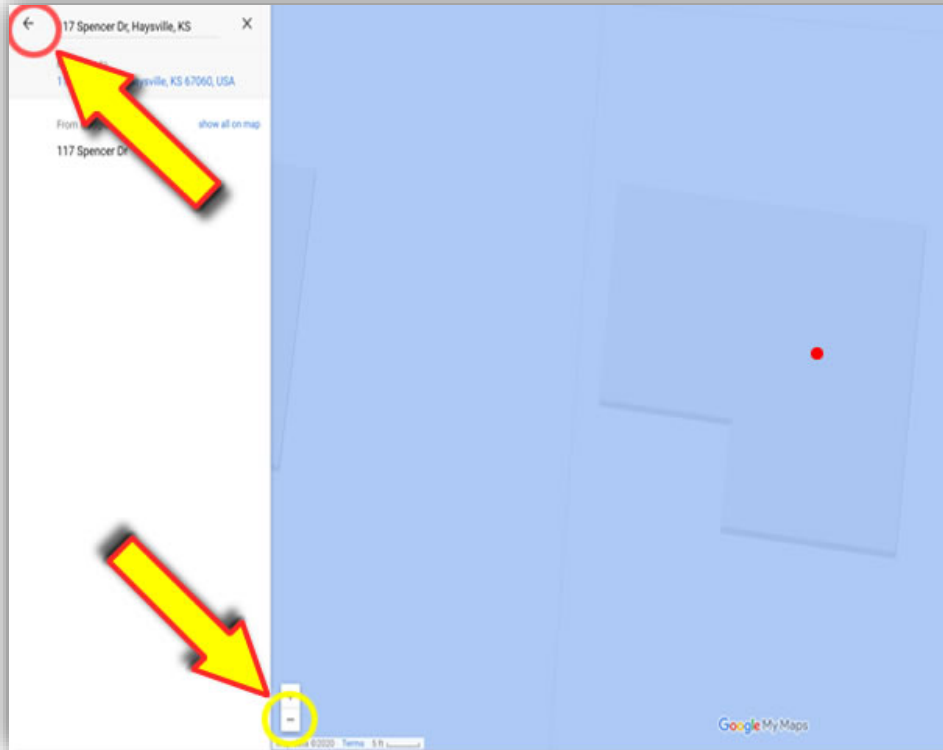 17 Spencer Dr, Haysville, KS X
KS 67060, USA
From show all on map
117 Spencer Dr
Google My Maps
©2020 Terms 5 ft